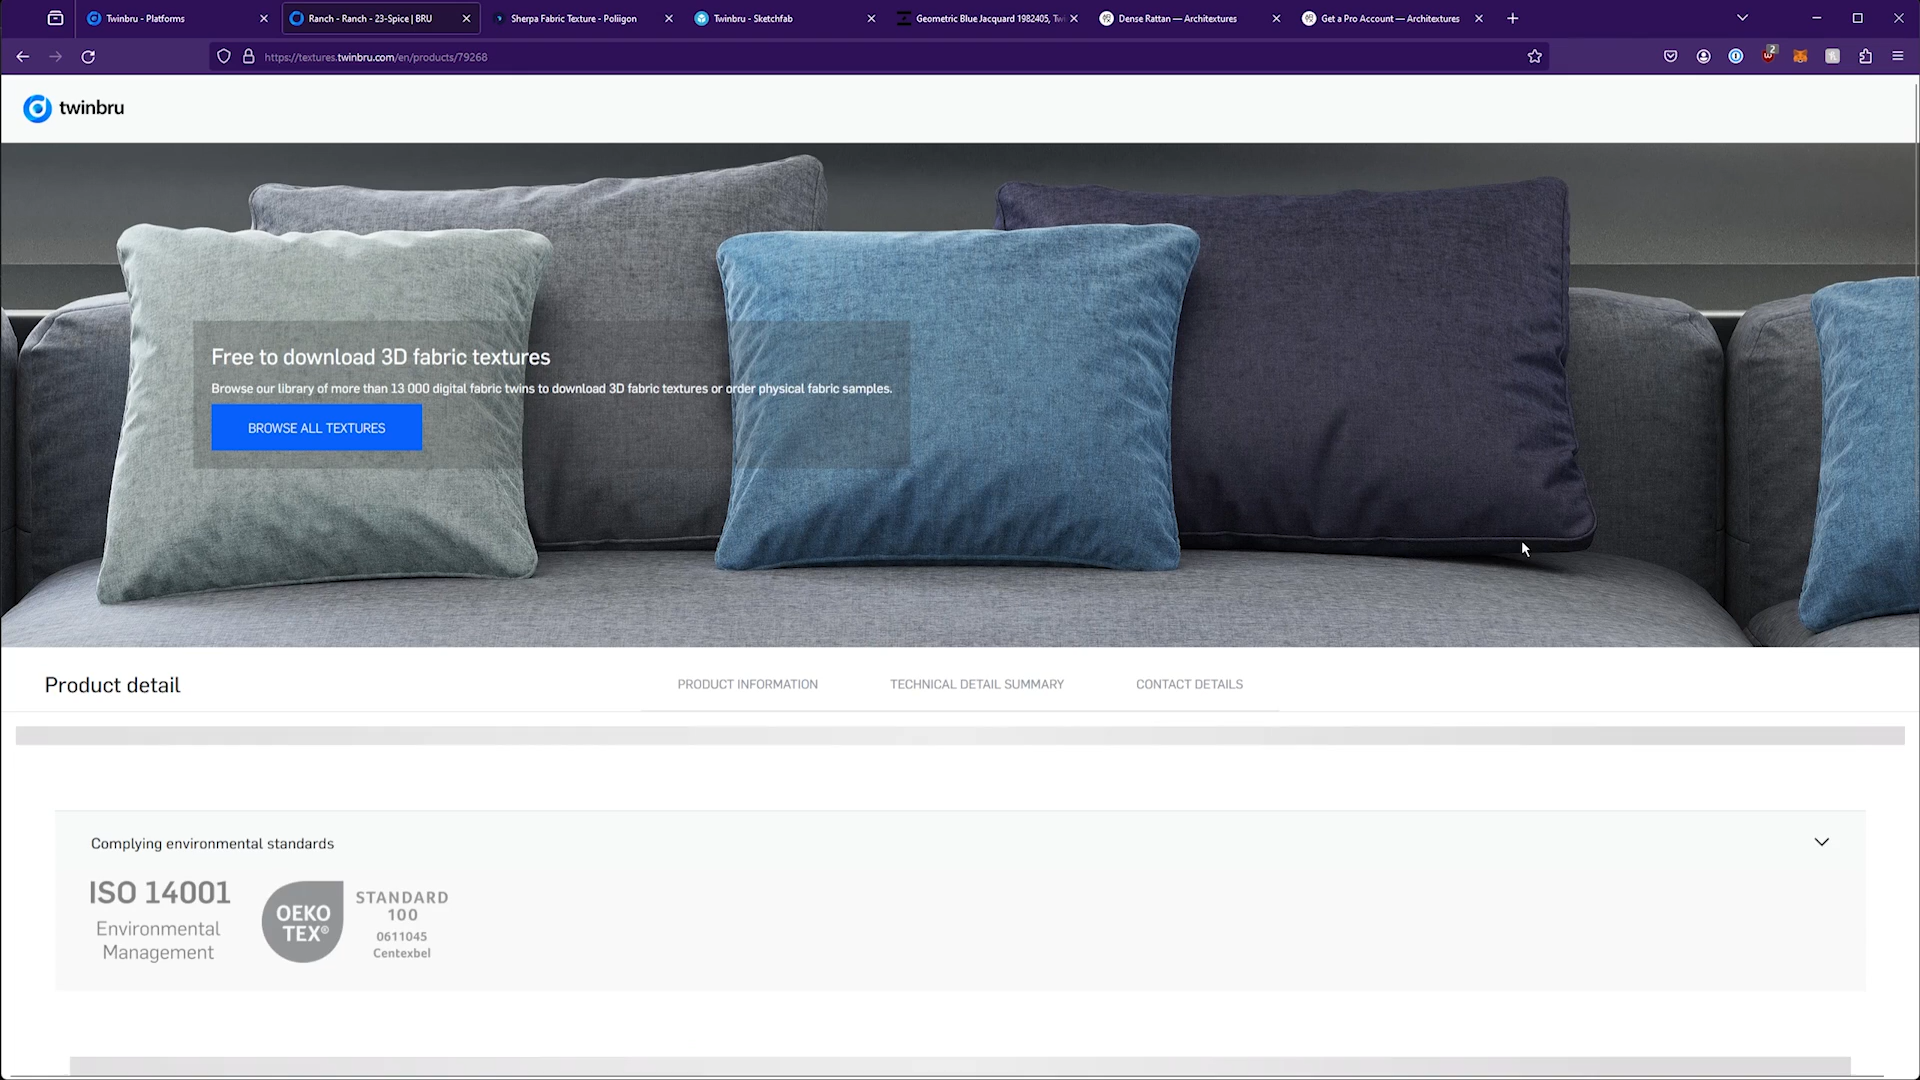 Twinbru - Platforms
Ranch - Ranch - 23-Spice | BRU
Sherpa Fabric Texture - Poliigon
Twinbru - Sketchfab
Geometric Blue Jacquard 1982405, Twi
Dense Rattan — Architextures
Get a Pro Account — Architextures
https://textures.twinbru.com/en/products/79268
2
twinbru
Free to download 3D fabric textures
Browse our library of more than 13 000 digital fabric twins to download 3D fabric textures or order physical fabric samples.
BROWSE ALL TEXTURES
Product detail
PRODUCT INFORMATION
TECHNICAL DETAIL SUMMARY
CONTACT DETAILS
Complying environmental standards
ISO 14001
Environmental
Management
OEKO
TEX®
STANDARD
100
0611045
Centexbel